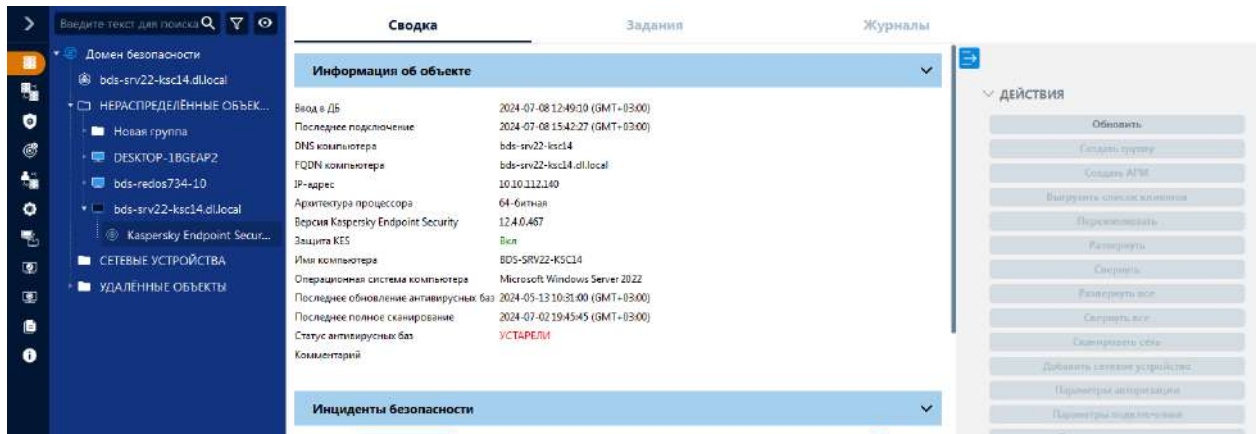 Введите текст для поиска
Домен безопасности
bds-srv22-ksc14.dl.local
НЕРАСПРЕДЕЛЁННЫЕ ОБЪЕК...
Новая группа
DESKTOP-1BGEAP2
bds-redos734-10
bds-srv22-ksc14.dl.local
Kaspersky Endpoint Secur...
СЕТЕВЫЕ УСТРОЙСТВА
УДАЛЁННЫЕ ОБЪЕКТЫ
Сводка
Задания
Журналы
Информация об объекте
Ввод в ДБ 2024-07-08 12:49:10 (GMT+03:00)
Последнее подключение 2024-07-08 15:42:27 (GMT+03:00)
DNS компьютера bds-srv22-ksc14
FQDN компьютера bds-srv22-ksc14.dl.local
IP-адрес 10.10.112.140
Архитектура процессора 64-битная
Версия Kaspersky Endpoint Security 12.4.0.467
Защита KES Вкл
Имя компьютера BDS-SRV22-KSC14
Операционная система компьютера Microsoft Windows Server 2022
Последнее обновление антивирусных баз 2024-05-13 10:31:00 (GMT+03:00)
Последнее полное сканирование 2024-07-02 19:45:45 (GMT+03:00)
Статус антивирусных баз УСТАРЕЛИ
Комментарий
Инциденты безопасности
ДЕЙСТВИЯ
Обновить
Создать группу
Создать АРМ
Выгрузить список клиентов
Переименовать
Развернуть
Свернуть
Развернуть все
Свернуть все
Сканировать сеть
Добавить сетевое устройство
Параметры авторизации
Параметры подключения